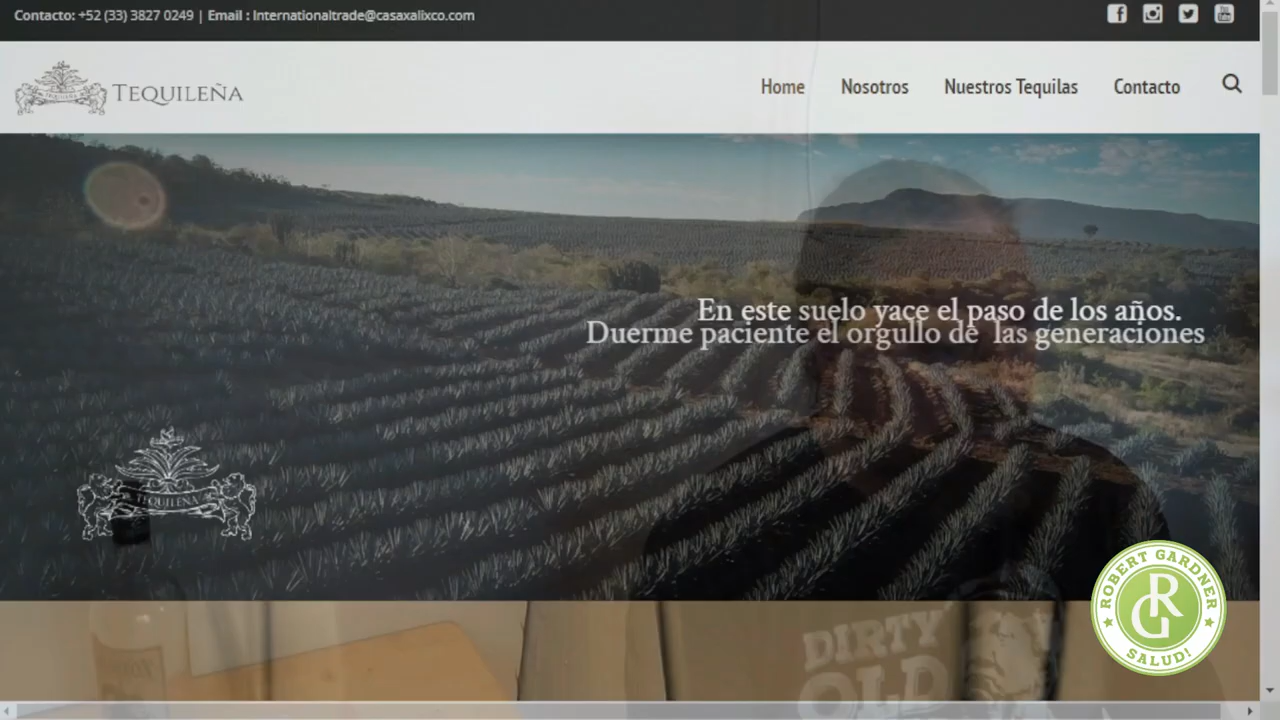 Contacto: +52 (33) 3827 0249 | Email : Internationaltrade@casaxalixco.com
TEQUILEÑA
Home Nosotros Nuestros Tequilas Contacto
En este suelo yace el paso de los años.
Duerme paciente el orgullo de las generaciones
TEQUILEÑA
ROBERT GARDNER
RG
SALUD!
DIRTY
OLD